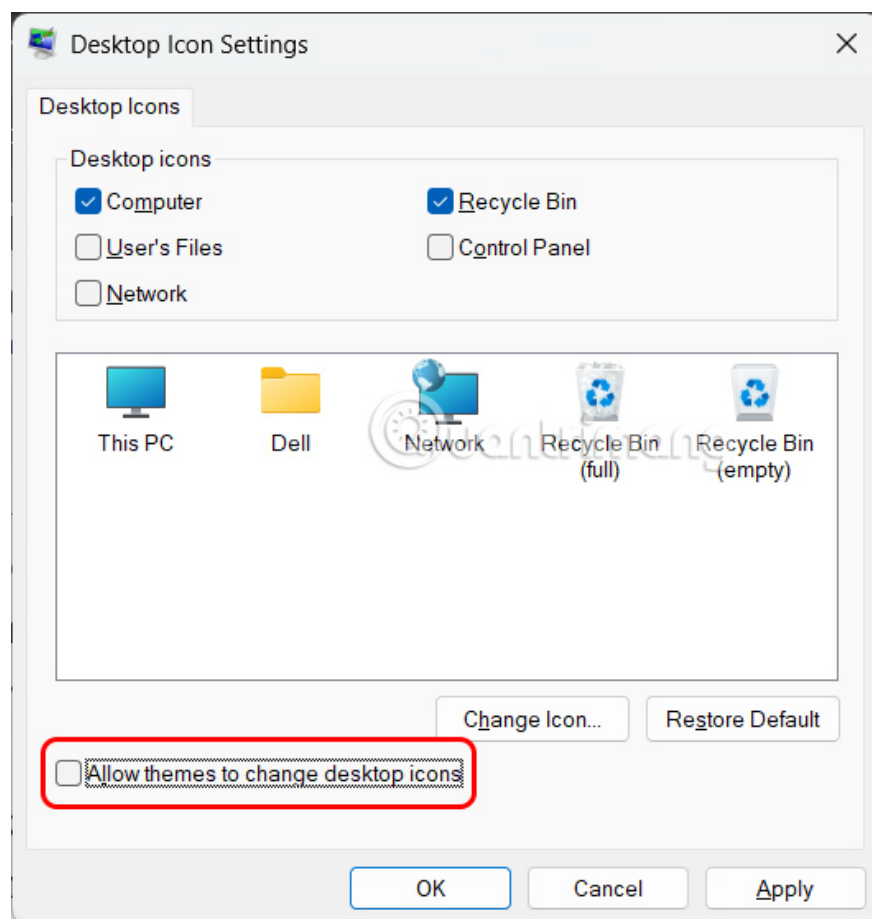 Desktop Icon Settings
Desktop Icons
Desktop icons
Computer
Recycle Bin
User's Files
Control Panel
Network
This PC
Dell
Network
Recycle Bin
(full)
Recycle Bin
(empty)
Quantrimang
Change Icon...
Restore Default
Allow themes to change desktop icons
OK
Cancel
Apply